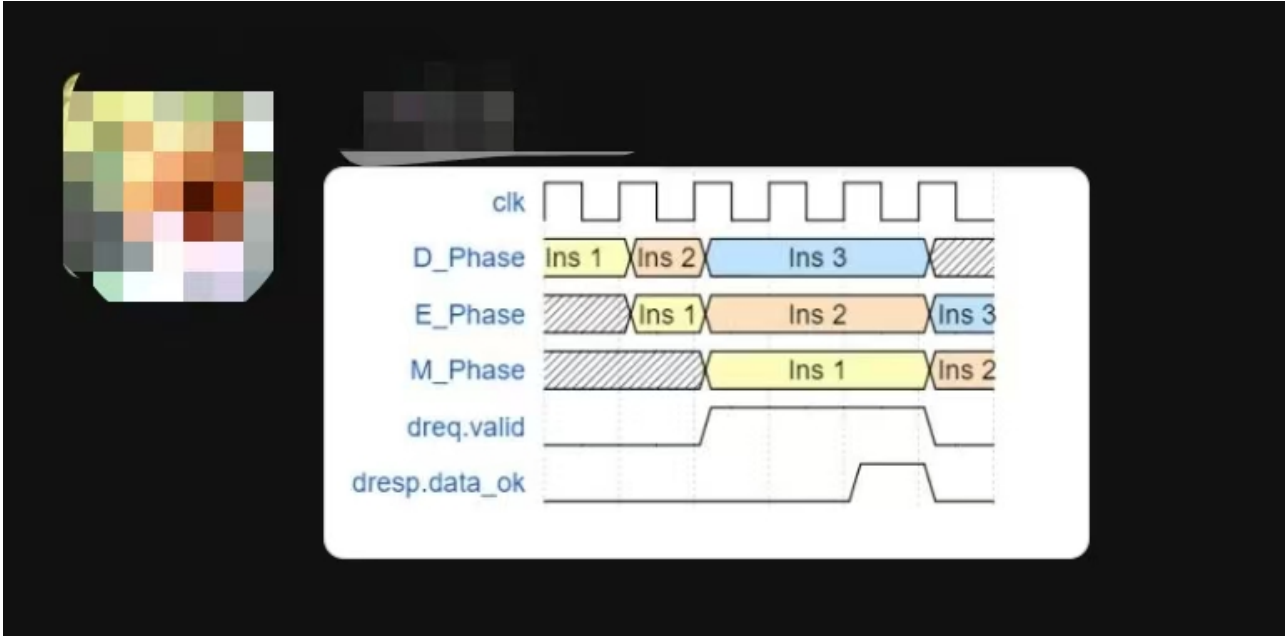 clk
D_Phase Ins 1 Ins 2 Ins 3
E_Phase Ins 1 Ins 2 Ins 3
M_Phase Ins 1 Ins 2
dreq.valid
dresp.data_ok